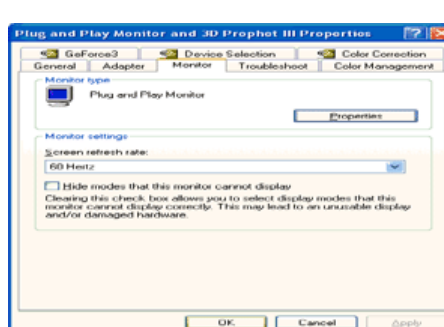 Plug and Play Monitor and 3D Prophet III Properties
GeForce3 Device Selection Color Correction
General Adapter Monitor Troubleshoot Color Management
Monitor type
Plug and Play Monitor
Properties
Monitor settings
Screen refresh rate:
60 Hertz
Hide modes that this monitor cannot display
Clearing this check box allows you to select display modes that this
monitor cannot display correctly. This may lead to an unusable display
and/or damaged hardware.
OK Cancel Apply